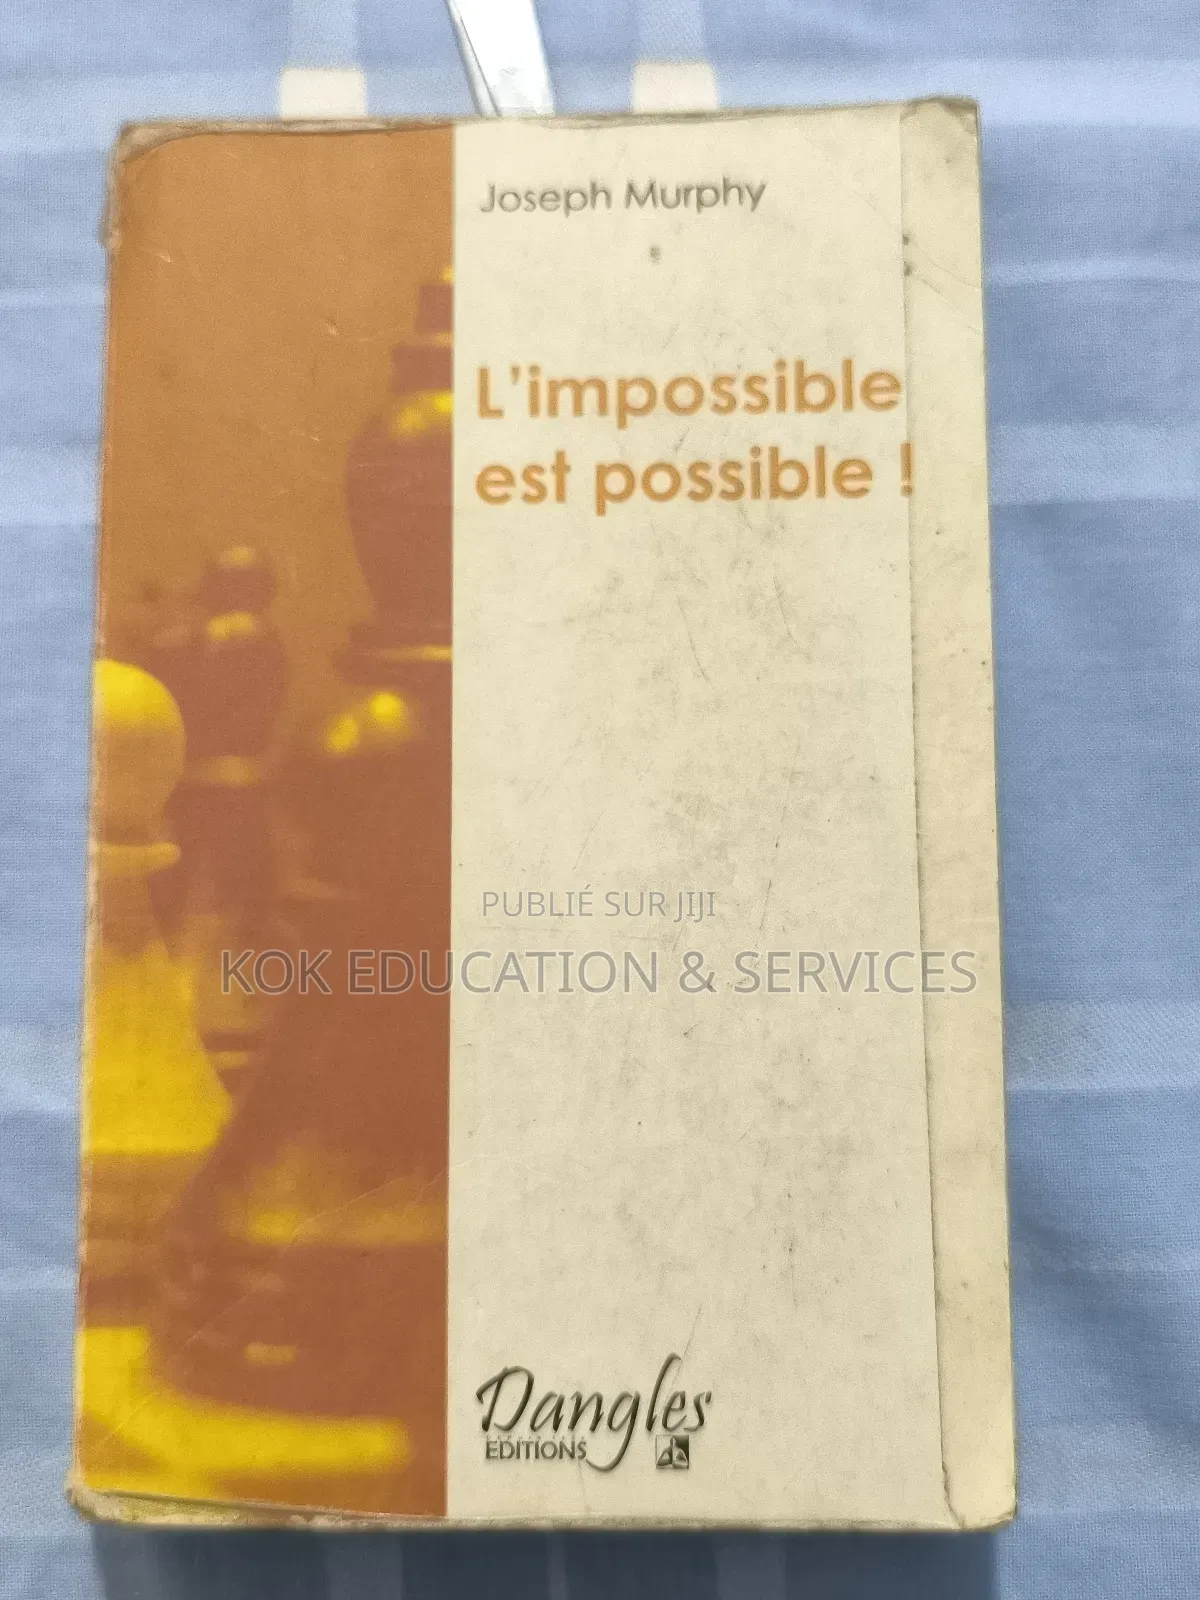 Joseph Murphy
L'impossible
est possible !
PUBLIÉ SUR JIJI
KOK EDUCATION & SERVICES
Dangles
EDITIONS